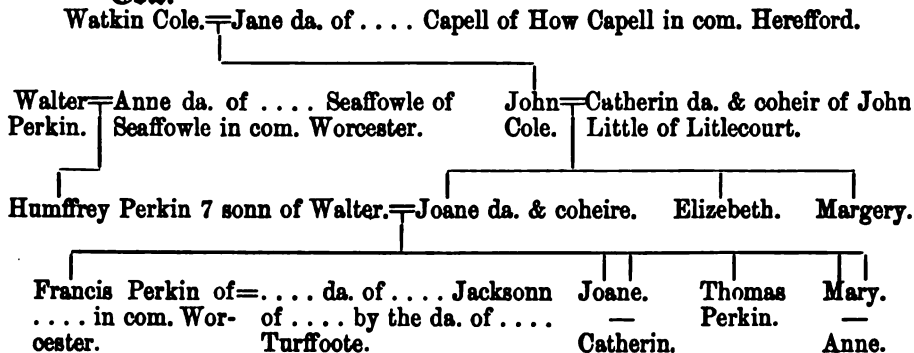 Watkin Cole.=Jane da. of . . . . Capell of How Capell in com. Herefford.
Walter=Anne da. of . . . . Seaffowle of John=Catherin da. & coheir of John
Perkin. Seaffowle in com. Worcester. Cole. Little of Litlecourt.
Humffrey Perkin 7 sonn of Walter.=Joane da. & coheire. Elizebeth. Margery.
Francis Perkin of=. . . . da. of . . . . Jacksonn Joane. Thomas Mary.
. . . . in com. Wor- of . . . . by the da. of . . . . — Perkin. —
cester. Turffoote. Catherin. Anne.